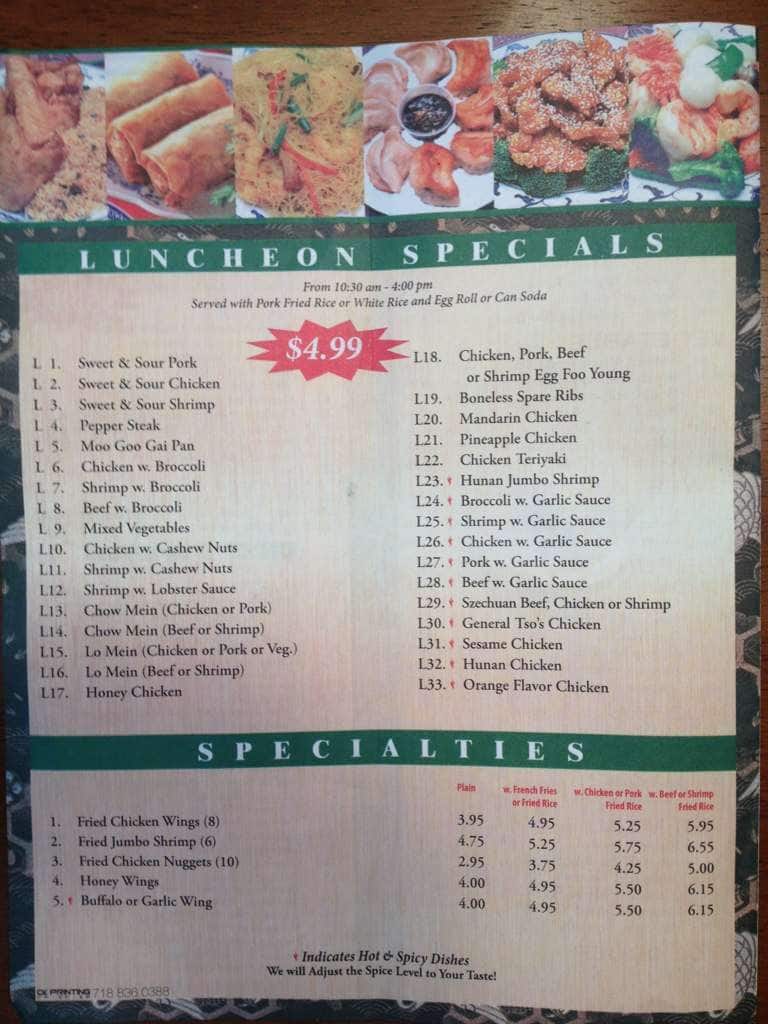 LUNCHEON SPECIALS
From 10:30 am - 4:00 pm
Served with Pork Fried Rice or White Rice and Egg Roll or Can Soda
$4.99
L 1. Sweet & Sour Pork
L 2. Sweet & Sour Chicken
L 3. Sweet & Sour Shrimp
L 4. Pepper Steak
L 5. Moo Goo Gai Pan
L 6. Chicken w. Broccoli
L 7. Shrimp w. Broccoli
L 8. Beef w. Broccoli
L 9. Mixed Vegetables
L10. Chicken w. Cashew Nuts
L11. Shrimp w. Cashew Nuts
L12. Shrimp w. Lobster Sauce
L13. Chow Mein (Chicken or Pork)
L14. Chow Mein (Beef or Shrimp)
L15. Lo Mein (Chicken or Pork or Veg.)
L16. Lo Mein (Beef or Shrimp)
L17. Honey Chicken
L18. Chicken, Pork, Beef
or Shrimp Egg Foo Young
L19. Boneless Spare Ribs
L20. Mandarin Chicken
L21. Pineapple Chicken
L22. Chicken Teriyaki
L23. Hunan Jumbo Shrimp
L24. Broccoli w. Garlic Sauce
L25. Shrimp w. Garlic Sauce
L26. Chicken w. Garlic Sauce
L27. Pork w. Garlic Sauce
L28. Beef w. Garlic Sauce
L29. Szechuan Beef, Chicken or Shrimp
L30. General Tso's Chicken
L31. Sesame Chicken
L32. Hunan Chicken
L33. Orange Flavor Chicken
SPECIALTIES
Plain w. French Fries w. Chicken or Pork w. Beef or Shrimp
or Fried Rice Fried Rice Fried Rice
1. Fried Chicken Wings (8) 3.95 4.95 5.25 5.95
2. Fried Jumbo Shrimp (6) 4.75 5.25 5.75 6.55
3. Fried Chicken Nuggets (10) 2.95 3.75 4.25 5.00
4. Honey Wings 4.00 4.95 5.50 6.15
5. Buffalo or Garlic Wing 4.00 4.95 5.50 6.15
Indicates Hot & Spicy Dishes
We will Adjust the Spice Level to Your Taste!
PRINTING 718 836 0388